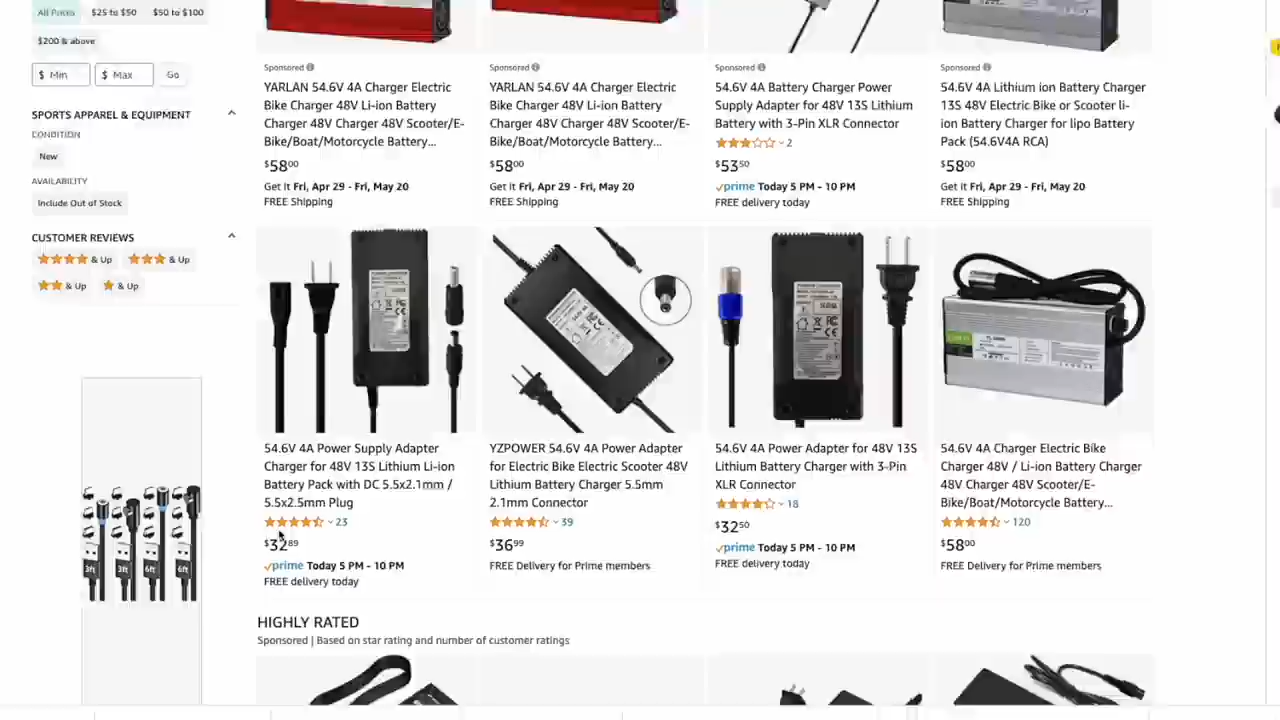 All Prices
$25 to $50
$50 to $100
$200 & above
$ Min
$ Max
Go
SPORTS APPAREL & EQUIPMENT
CONDITION
New
AVAILABILITY
Include Out of Stock
CUSTOMER REVIEWS
& Up
& Up
& Up
& Up
3ft
3ft
6ft
6ft
Sponsored
YARLAN 54.6V 4A Charger Electric
Bike Charger 48V Li-ion Battery
Charger 48V Charger 48V Scooter/E-
Bike/Boat/Motorcycle Battery...
$58 00
Get it Fri, Apr 29 - Fri, May 20
FREE Shipping
Sponsored
YARLAN 54.6V 4A Charger Electric
Bike Charger 48V Li-ion Battery
Charger 48V Charger 48V Scooter/E-
Bike/Boat/Motorcycle Battery...
$58 00
Get it Fri, Apr 29 - Fri, May 20
FREE Shipping
Sponsored
54.6V 4A Battery Charger Power
Supply Adapter for 48V 13S Lithium
Battery with 3-Pin XLR Connector
2
$53 50
prime Today 5 PM - 10 PM
FREE delivery today
Sponsored
54.6V 4A Lithium ion Battery Charger
13S 48V Electric Bike or Scooter li-
ion Battery Charger for lipo Battery
Pack (54.6V4A RCA)
$58 00
Get it Fri, Apr 29 - Fri, May 20
FREE Shipping
54.6V 4A Power Supply Adapter
Charger for 48V 13S Lithium Li-ion
Battery Pack with DC 5.5x2.1mm /
5.5x2.5mm Plug
23
$32 89
prime Today 5 PM - 10 PM
FREE delivery today
YZPOWER 54.6V 4A Power Adapter
for Electric Bike Electric Scooter 48V
Lithium Battery Charger 5.5mm
2.1mm Connector
39
$36 99
FREE Delivery for Prime members
54.6V 4A Power Adapter for 48V 13S
Lithium Battery Charger with 3-Pin
XLR Connector
18
$32 50
prime Today 5 PM - 10 PM
FREE delivery today
54.6V 4A Charger Electric Bike
Charger 48V / Li-ion Battery Charger
48V Charger 48V Scooter/E-
Bike/Boat/Motorcycle Battery...
120
$58 00
FREE Delivery for Prime members
HIGHLY RATED
Sponsored | Based on star rating and number of customer ratings